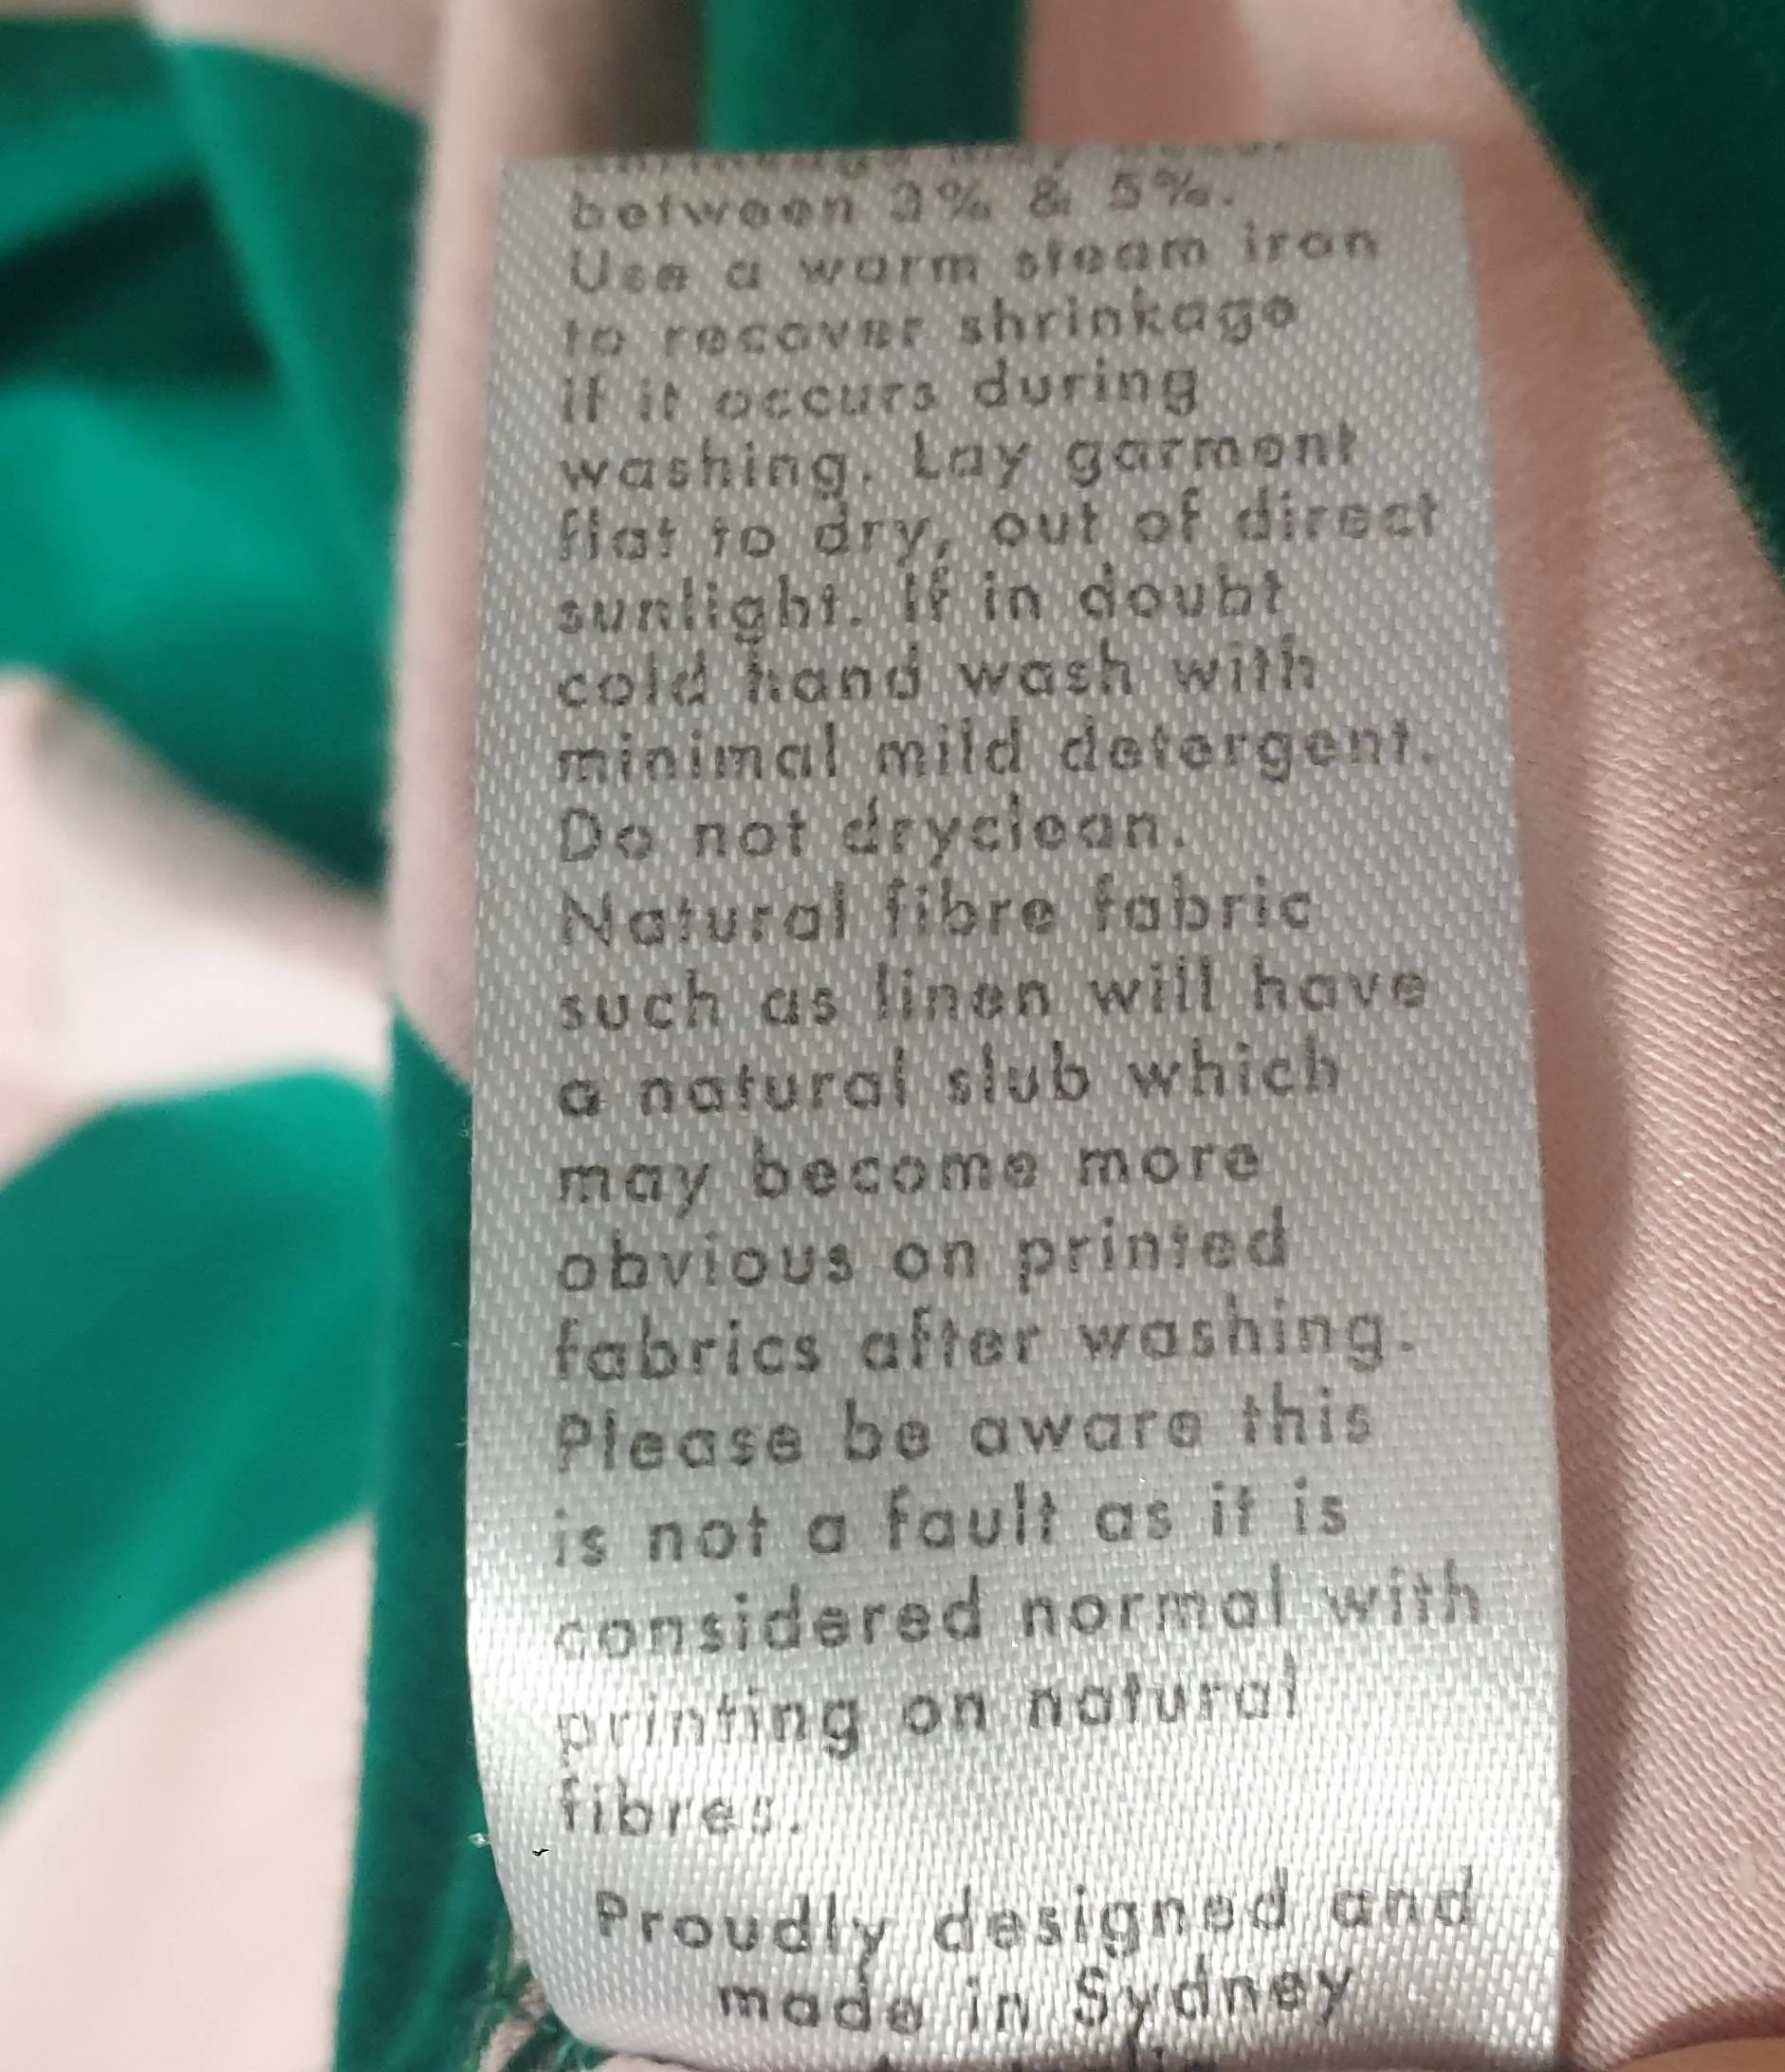 between 3% & 5%.
Use a warm steam iron
to recover shrinkage
if it occurs during
washing. Lay garment
flat to dry, out of direct
sunlight. If in doubt
cold hand wash with
minimal mild detergent.
Do not dryclean.
Natural fibre fabric
such as linen will have
a natural slub which
may become more
obvious on printed
fabrics after washing.
Please be aware this
is not a fault as it is
considered normal with
printing on natural
fibres.
Proudly designed and
made in Sydney